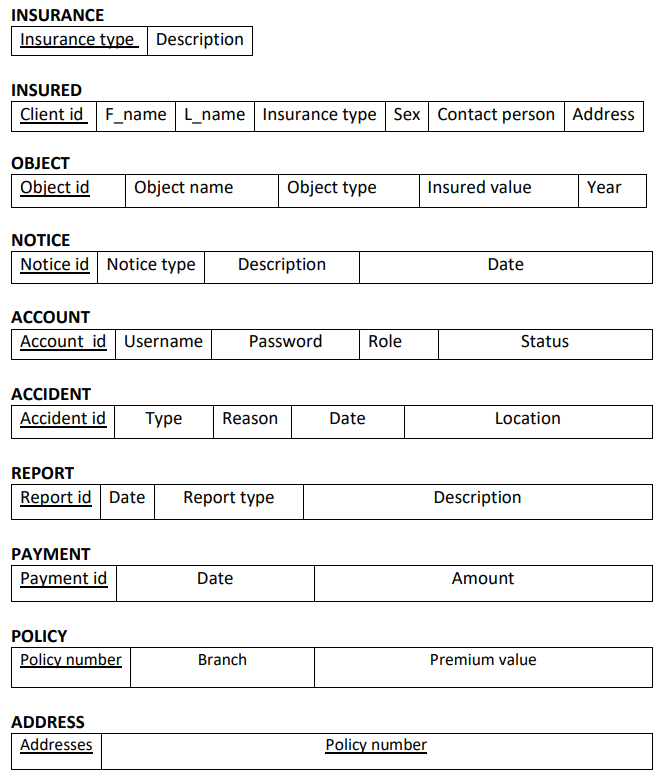 INSURANCE
Insurance type Description
INSURED
Client id F_name L_name Insurance type Sex Contact person Address
OBJECT
Object id Object name Object type Insured value Year
NOTICE
Notice id Notice type Description Date
ACCOUNT
Account id Username Password Role Status
ACCIDENT
Accident id Type Reason Date Location
REPORT
Report id Date Report type Description
PAYMENT
Payment id Date Amount
POLICY
Policy number Branch Premium value
ADDRESS
Addresses Policy number